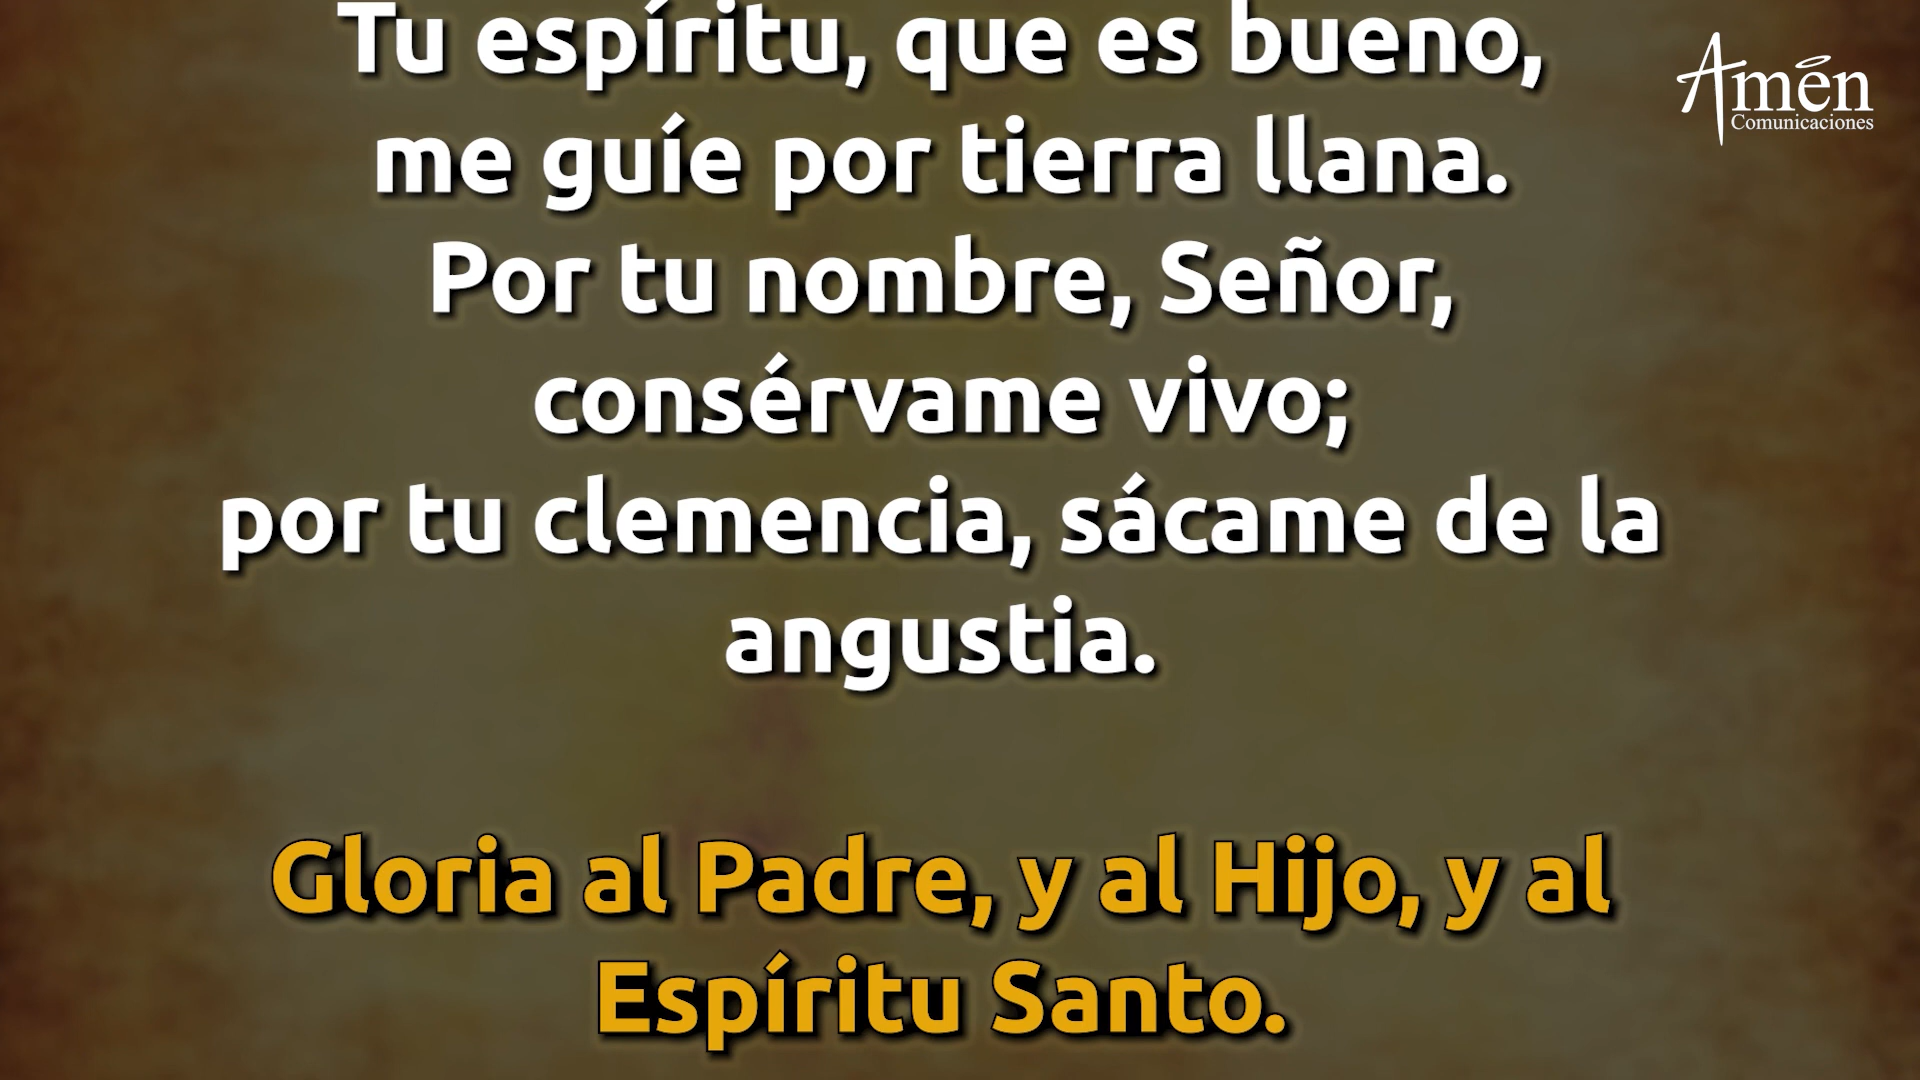 Tu espíritu, que es bueno,
me guíe por tierra llana.
Por tu nombre, Señor,
consérvame vivo;
por tu clemencia, sácame de la
angustia.
Gloria al Padre, y al Hijo, y al
Espíritu Santo.
Amén
Comunicaciones